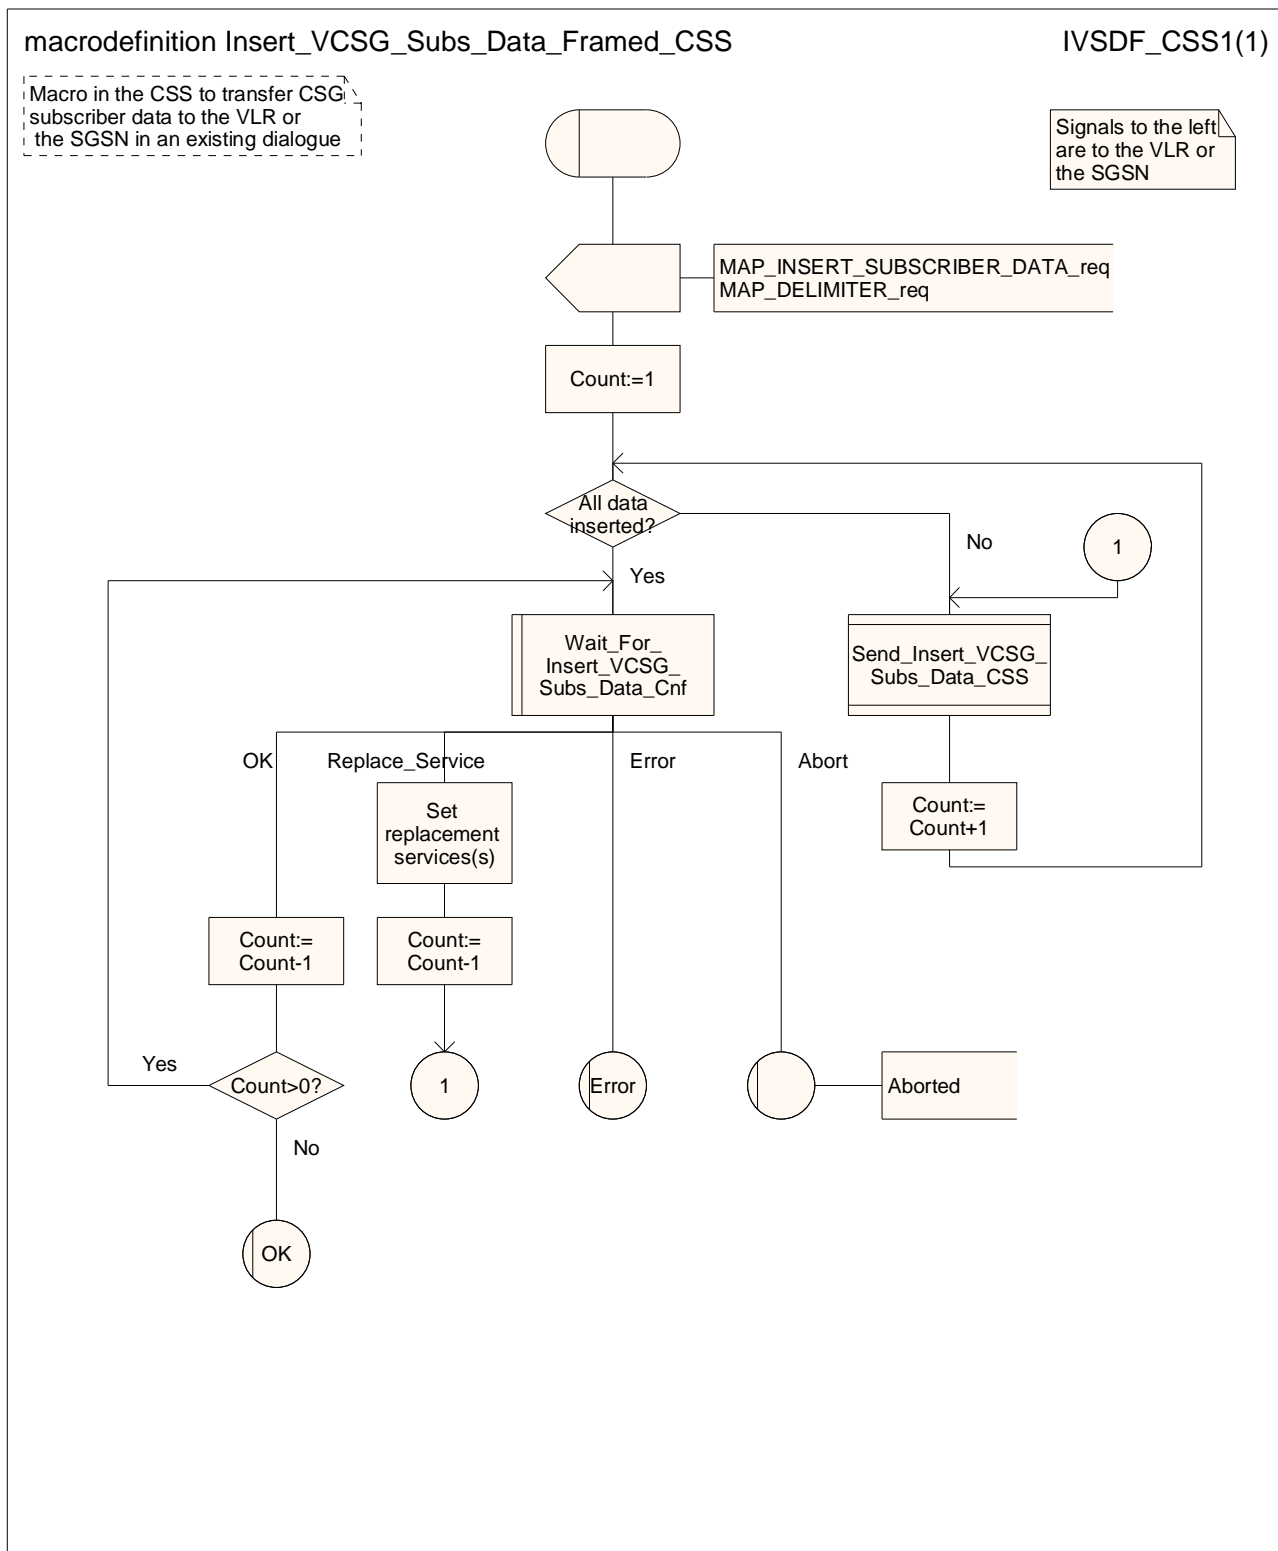 macrodefinition Insert_VCSG_Subs_Data_Framed_CSS
IVSDF_CSS1(1)
Macro in the CSS to transfer CSG
subscriber data to the VLR or
the SGSN in an existing dialogue
Signals to the left
are to the VLR or
the SGSN
MAP_INSERT_SUBSCRIBER_DATA_req
MAP_DELIMITER_req
Count:=1
All data
inserted?
No
1
Yes
Wait_For_
Insert_VCSG_
Subs_Data_Cnf
Send_Insert_VCSG_
Subs_Data_CSS
OK
Replace_Service
Error
Abort
Set
replacement
services(s)
Count:=
Count+1
Count:=
Count-1
Count:=
Count-1
Yes
Count>0?
1
Error
Aborted
No
OK